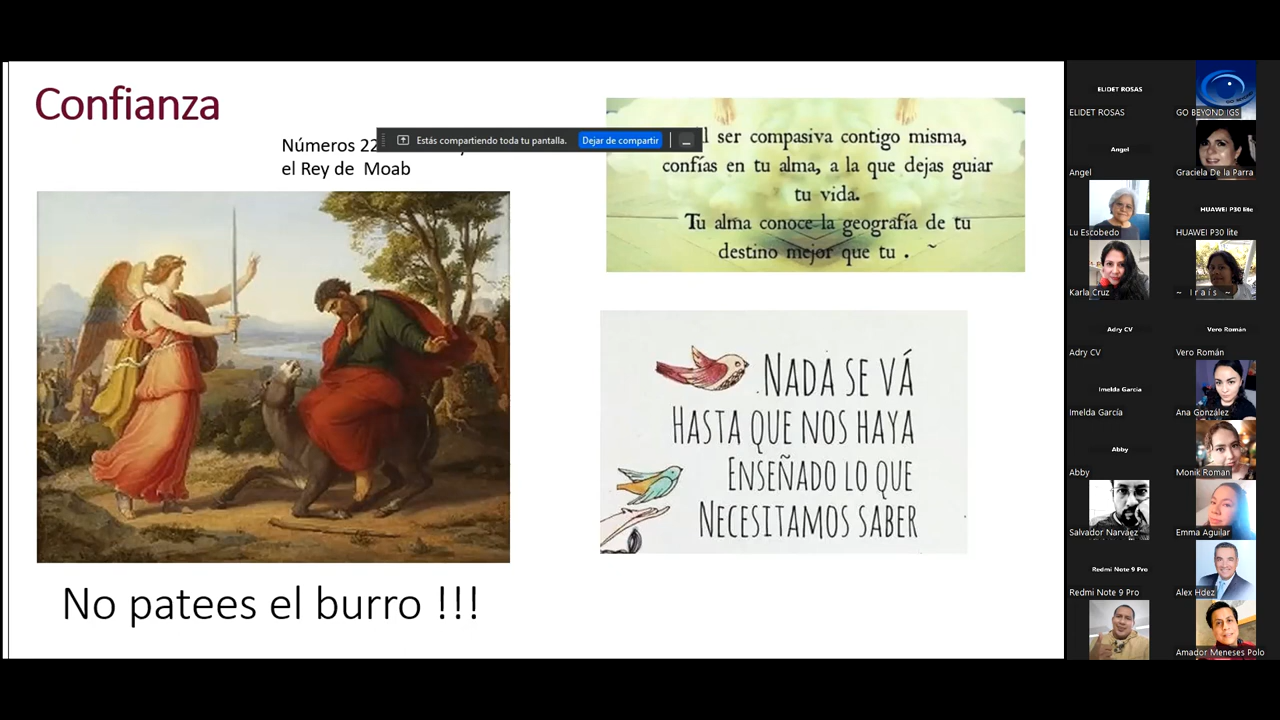 Confianza
Números 22
el Rey de Moab
Estás compartiendo toda tu pantalla.
Dejar de compartir
ser compasiva contigo misma,
confías en tu alma, a la que dejas guiar
tu vida.
Tu alma conoce la geografía de tu
destino mejor que tu . ~
NADA SE VÁ
HASTA QUE NOS HAYA
ENSEÑADO LO QUE
NECESITAMOS SABER
No patees el burro !!!
ELIDET ROSAS
ELIDET ROSAS
GO BEYOND IGS
Angel
Angel
Graciela De la Parra
Lu Escobedo
HUAWEI P30 lite
HUAWEI P30 lite
Karla Cruz
~ I r a í s ~
Adry CV
Adry CV
Vero Román
Vero Román
Imelda García
Imelda García
Ana González
Abby
Abby
Monik Roman
Salvador Narváez
Emma Aguilar
Redmi Note 9 Pro
Redmi Note 9 Pro
Alex Hdez
Amador Meneses Polo